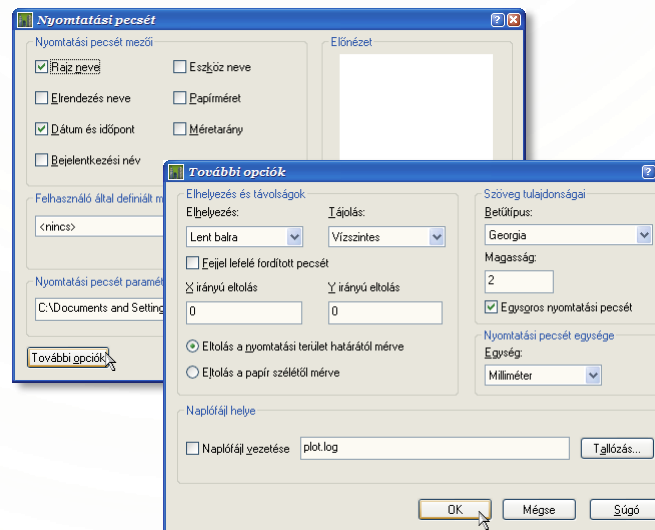 Nyomtatási pecsét
Nyomtatási pecsét mezői
Rajz neve
Eszköz neve
Elrendezés neve
Papírméret
Dátum és időpont
Méretarány
Bejelentkezési név
Előnézet
Felhasználó által definiált m
<nincs>
Nyomtatási pecsét paramét
C:\Documents and Setting
További opciók
További opciók
Elhelyezés és távolságok
Elhelyezés:
Tájolás:
Lent balra
Vízszintes
Fejjel lefelé fordított pecsét
X irányú eltolás
Y irányú eltolás
0
0
Eltolás a nyomtatási terület határától mérve
Eltolás a papír szélétől mérve
Szöveg tulajdonságai
Betűtípus:
Georgia
Magasság:
2
Egysoros nyomtatási pecsét
Nyomtatási pecsét egysége
Egység:
Milliméter
Naplófájl helye
Naplófájl vezetése
plot.log
Tallózás...
OK
Mégse
Súgó